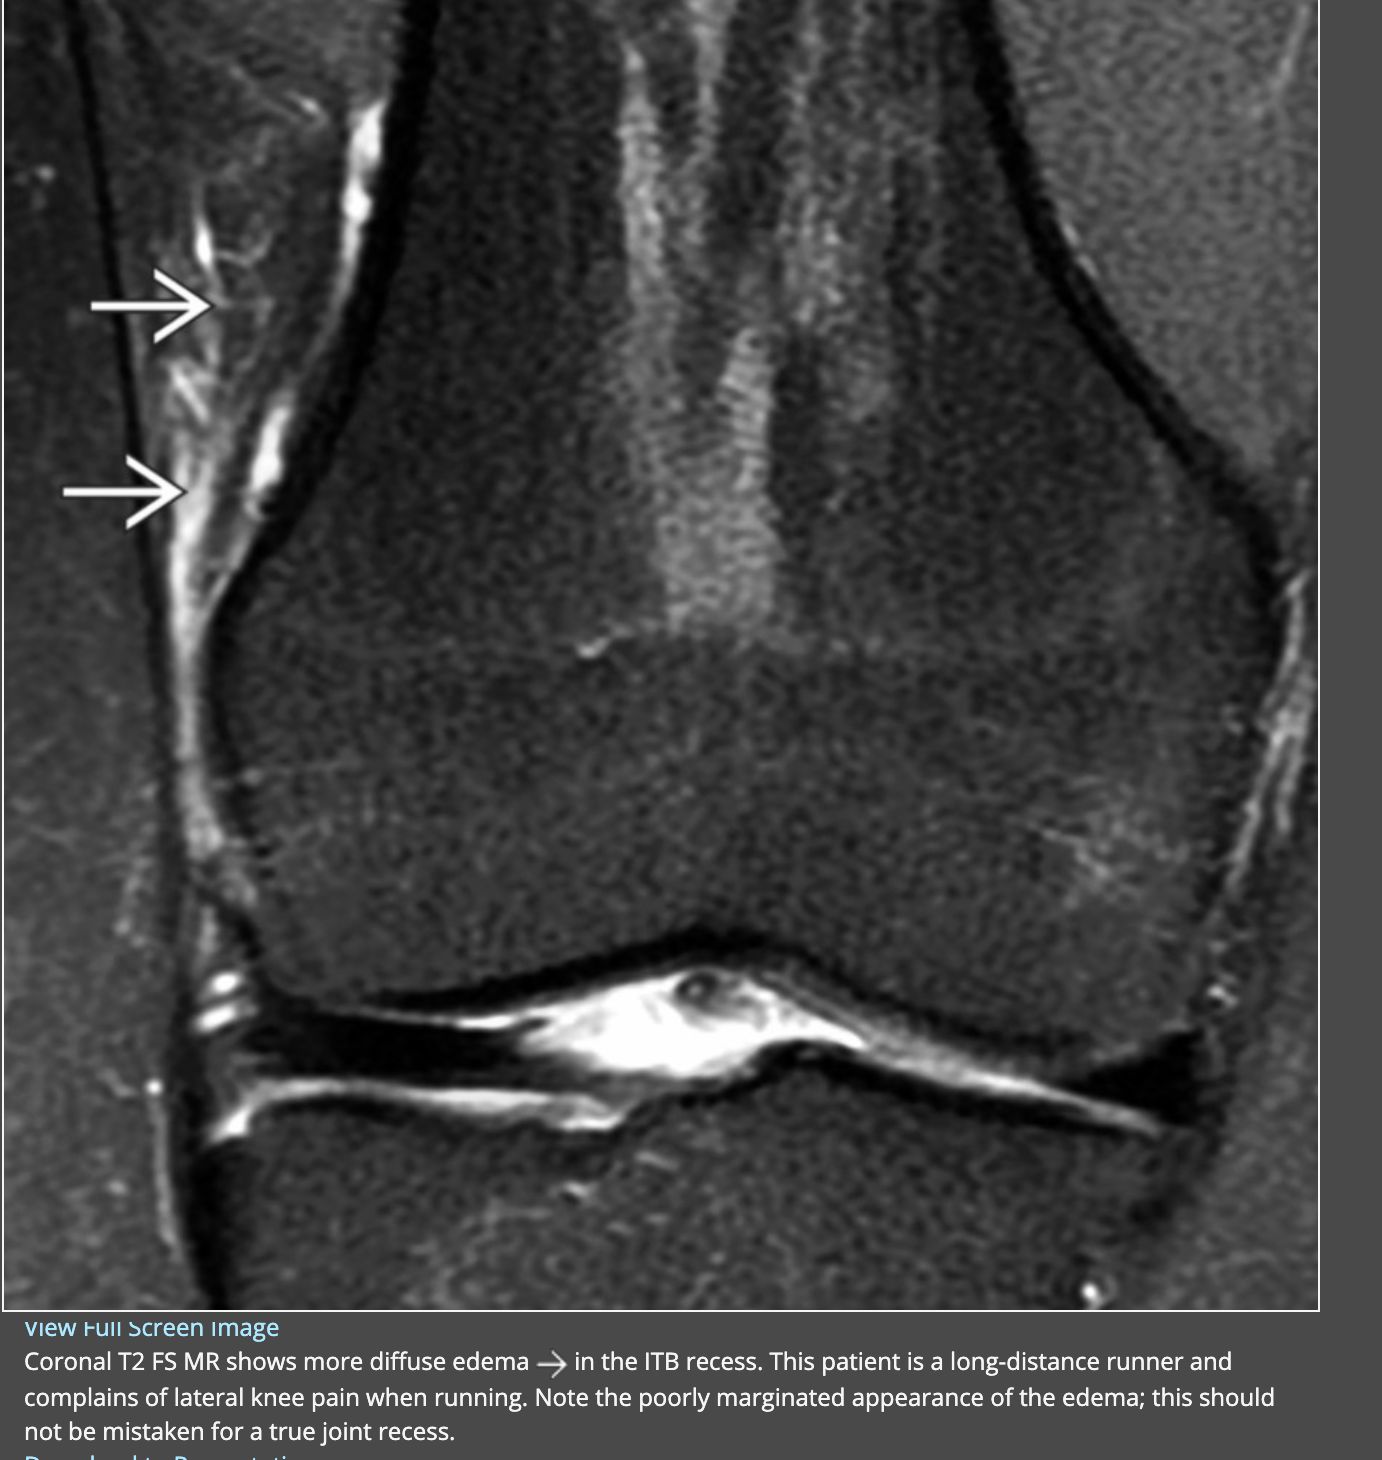 View Full Screen Image
Coronal T2 FS MR shows more diffuse edema → in the ITB recess. This patient is a long-distance runner and
complains of lateral knee pain when running. Note the poorly marginated appearance of the edema; this should
not be mistaken for a true joint recess.